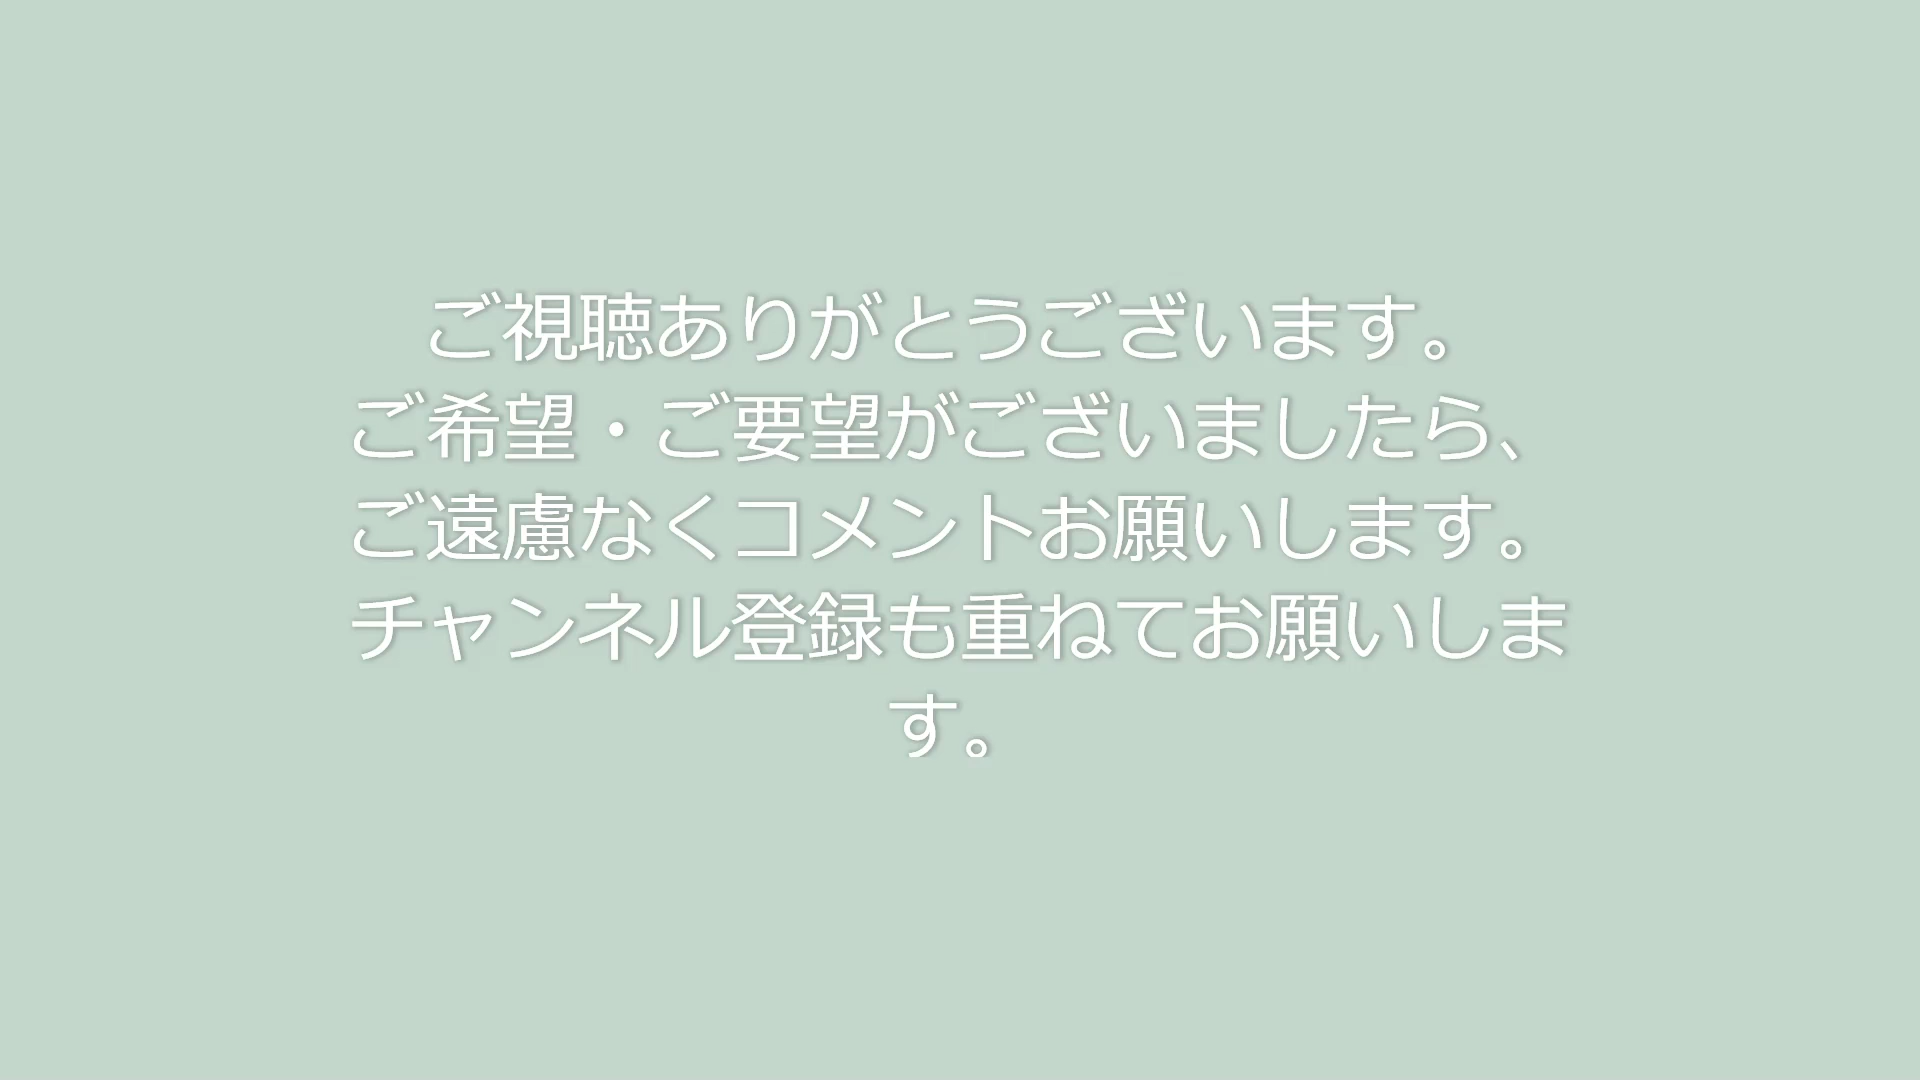 ご視聴ありがとうございます。
ご希望・ご要望がございましたら、
ご遠慮なくコメントお願いします。
チャンネル登録も重ねてお願いしま
す。